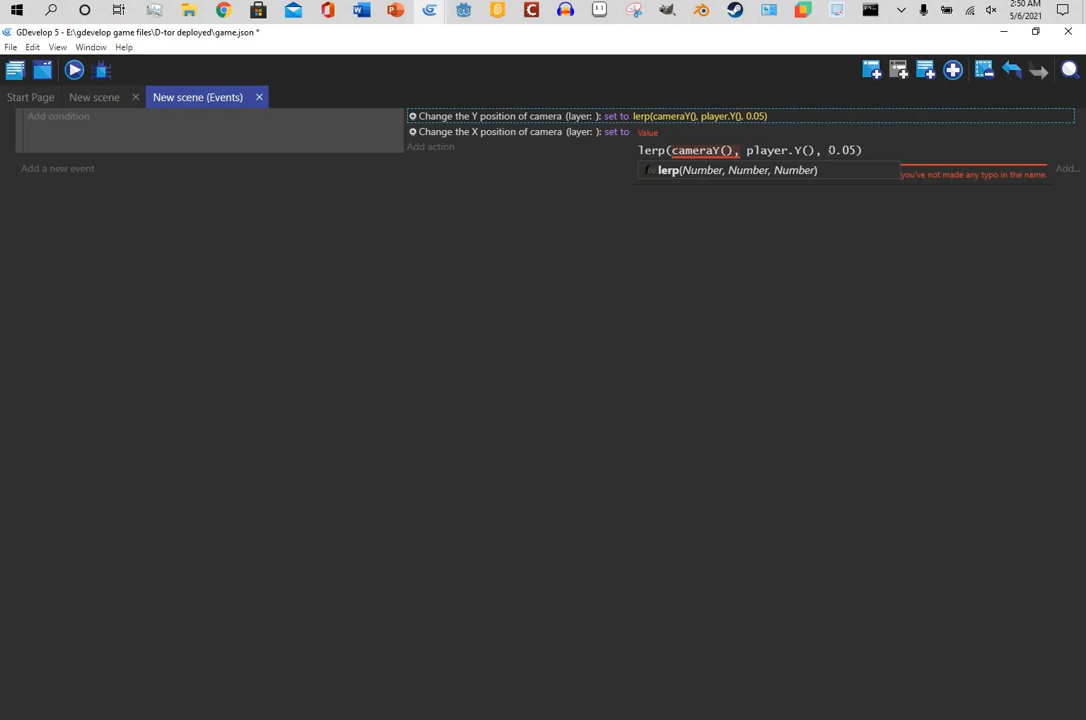 2:50 AM
5/6/2021
GDevelop 5 - E:\gdevelop game files\D-tor deployed\game.json *
File Edit View Window Help
Start Page New scene New scene (Events)
Add condition
Change the Y position of camera (layer: ): set to lerp(cameraY(), player.Y(), 0.05)
Change the X position of camera (layer: ): set to
Value
Add action
lerp(cameraY(), player.Y(), 0.05)
Add a new event
lerp(Number, Number, Number)
you've not made any typo in the name.
Add...